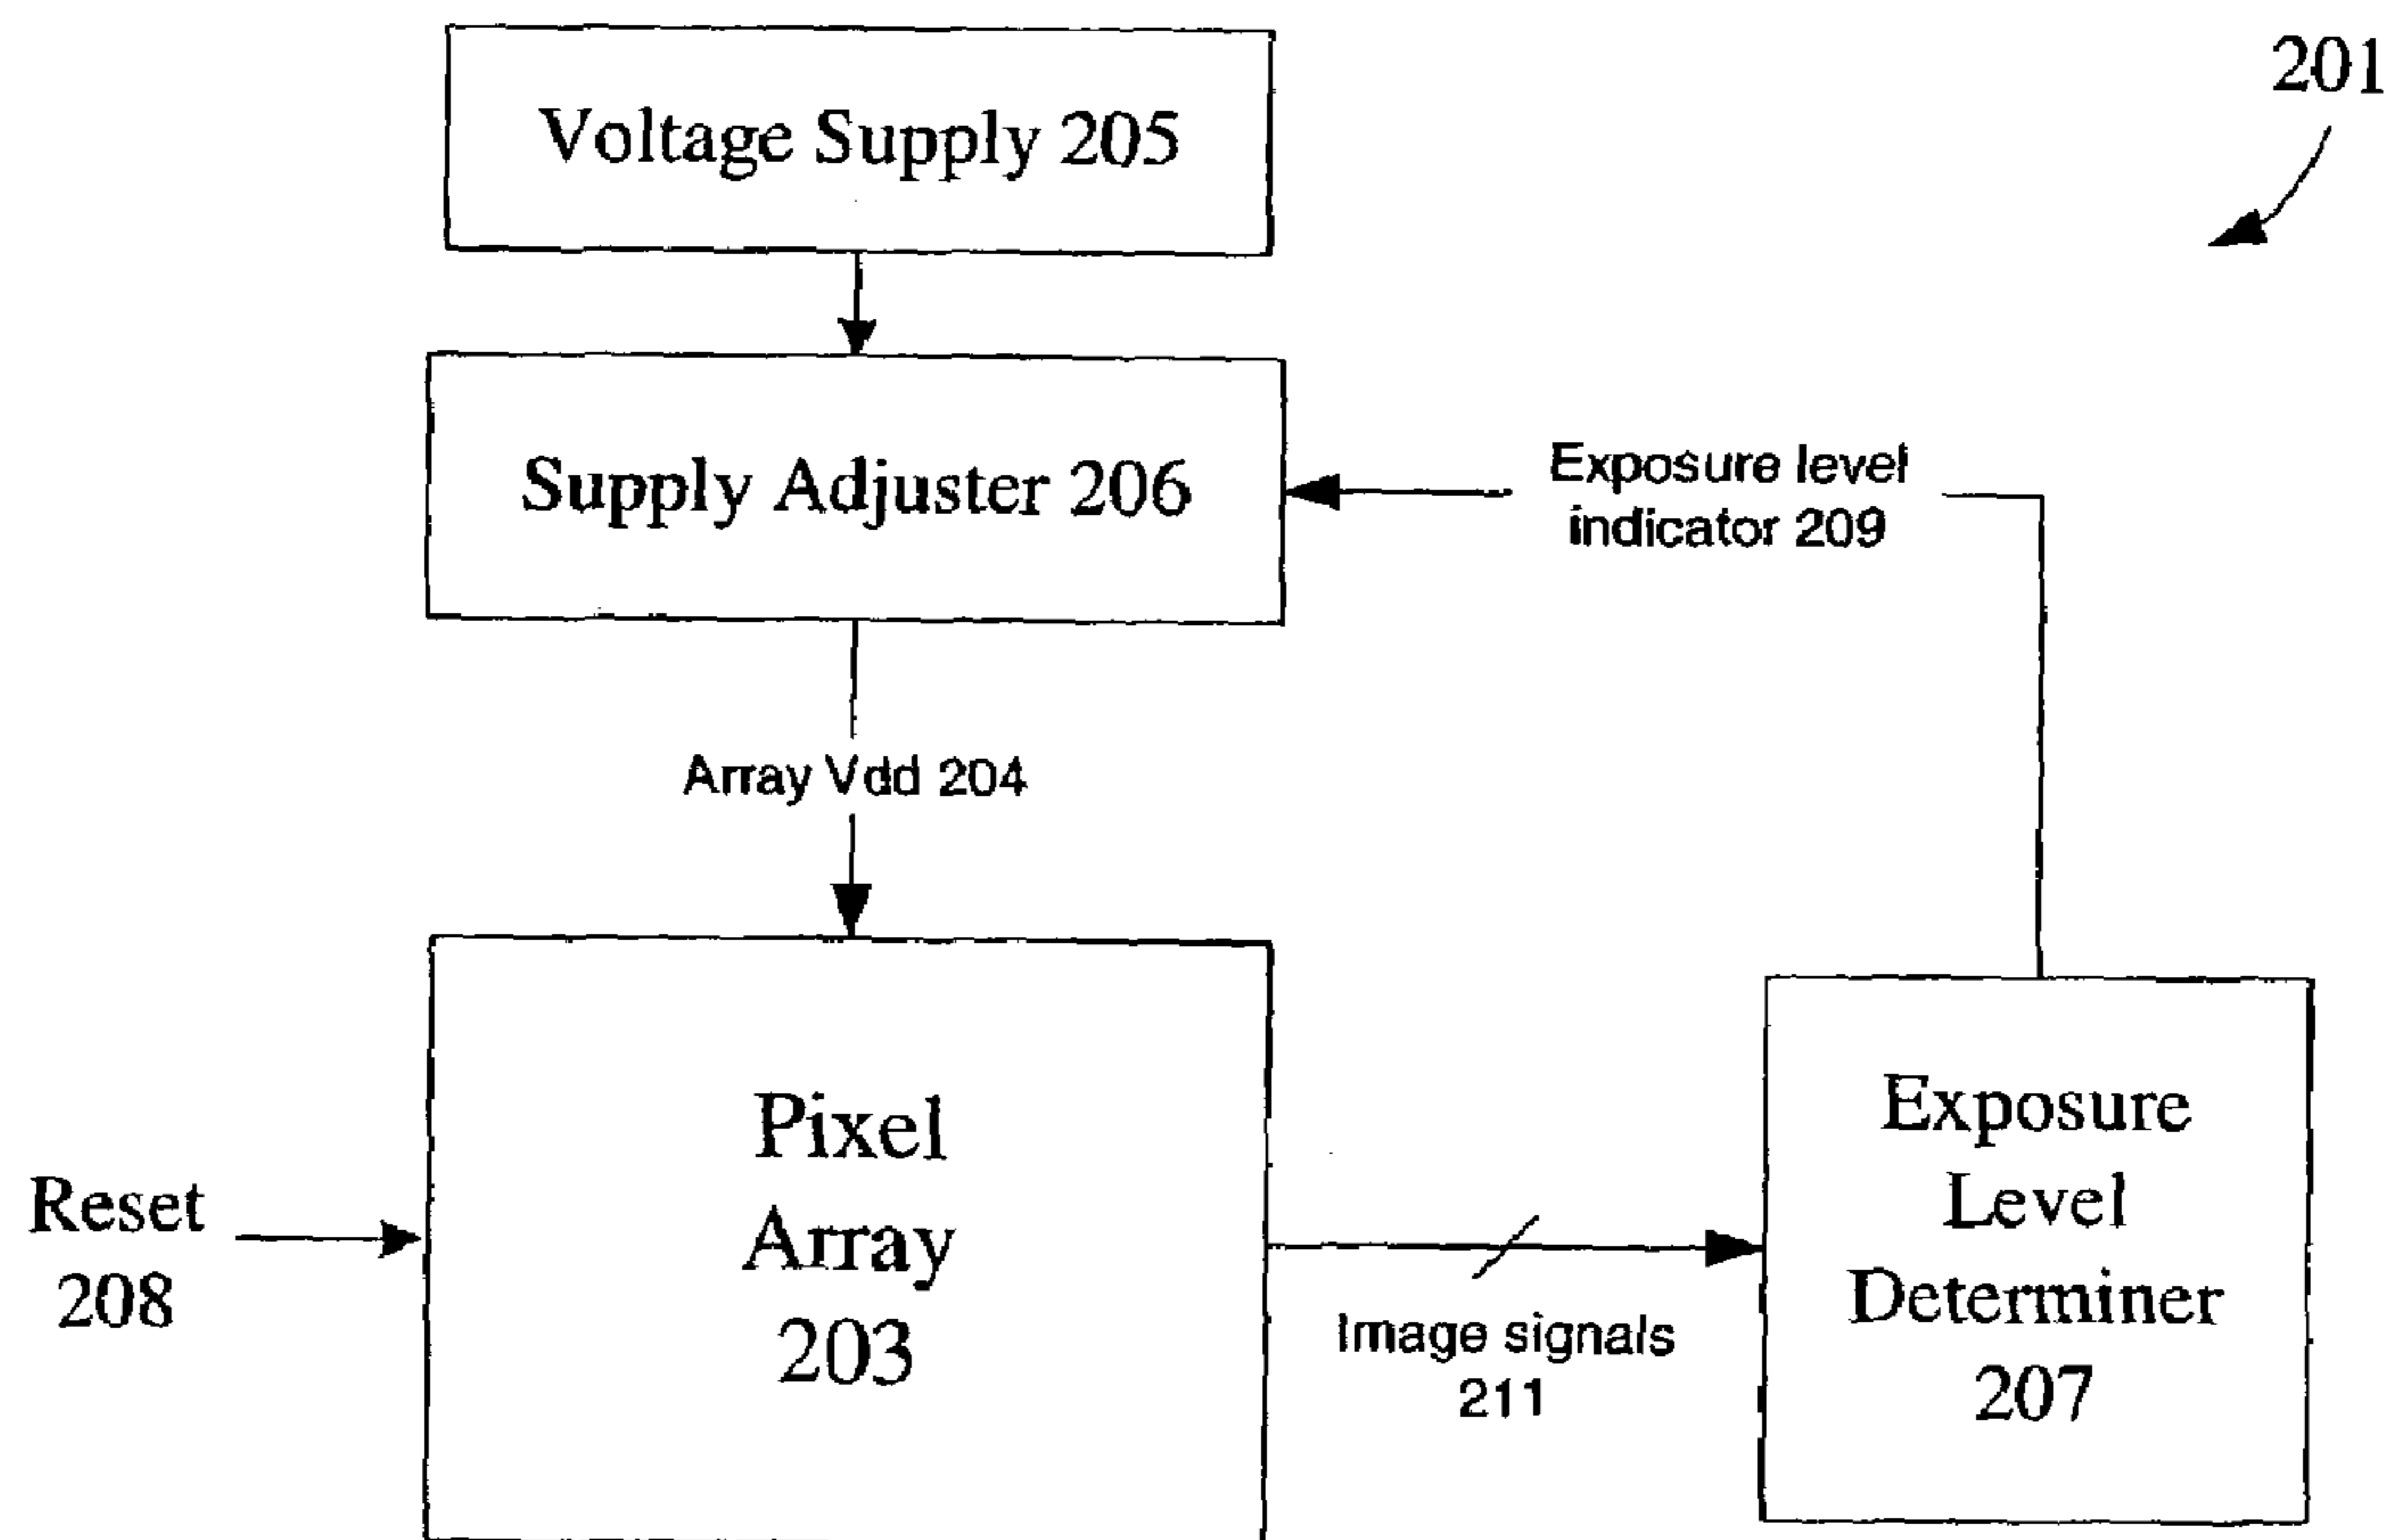 201
Voltage Supply 205
Supply Adjuster 206
Exposure level
indicator 209
Array Vdd 204
Pixel
Array
203
Reset
208
Image signals
211
Exposure
Level
Determiner
207